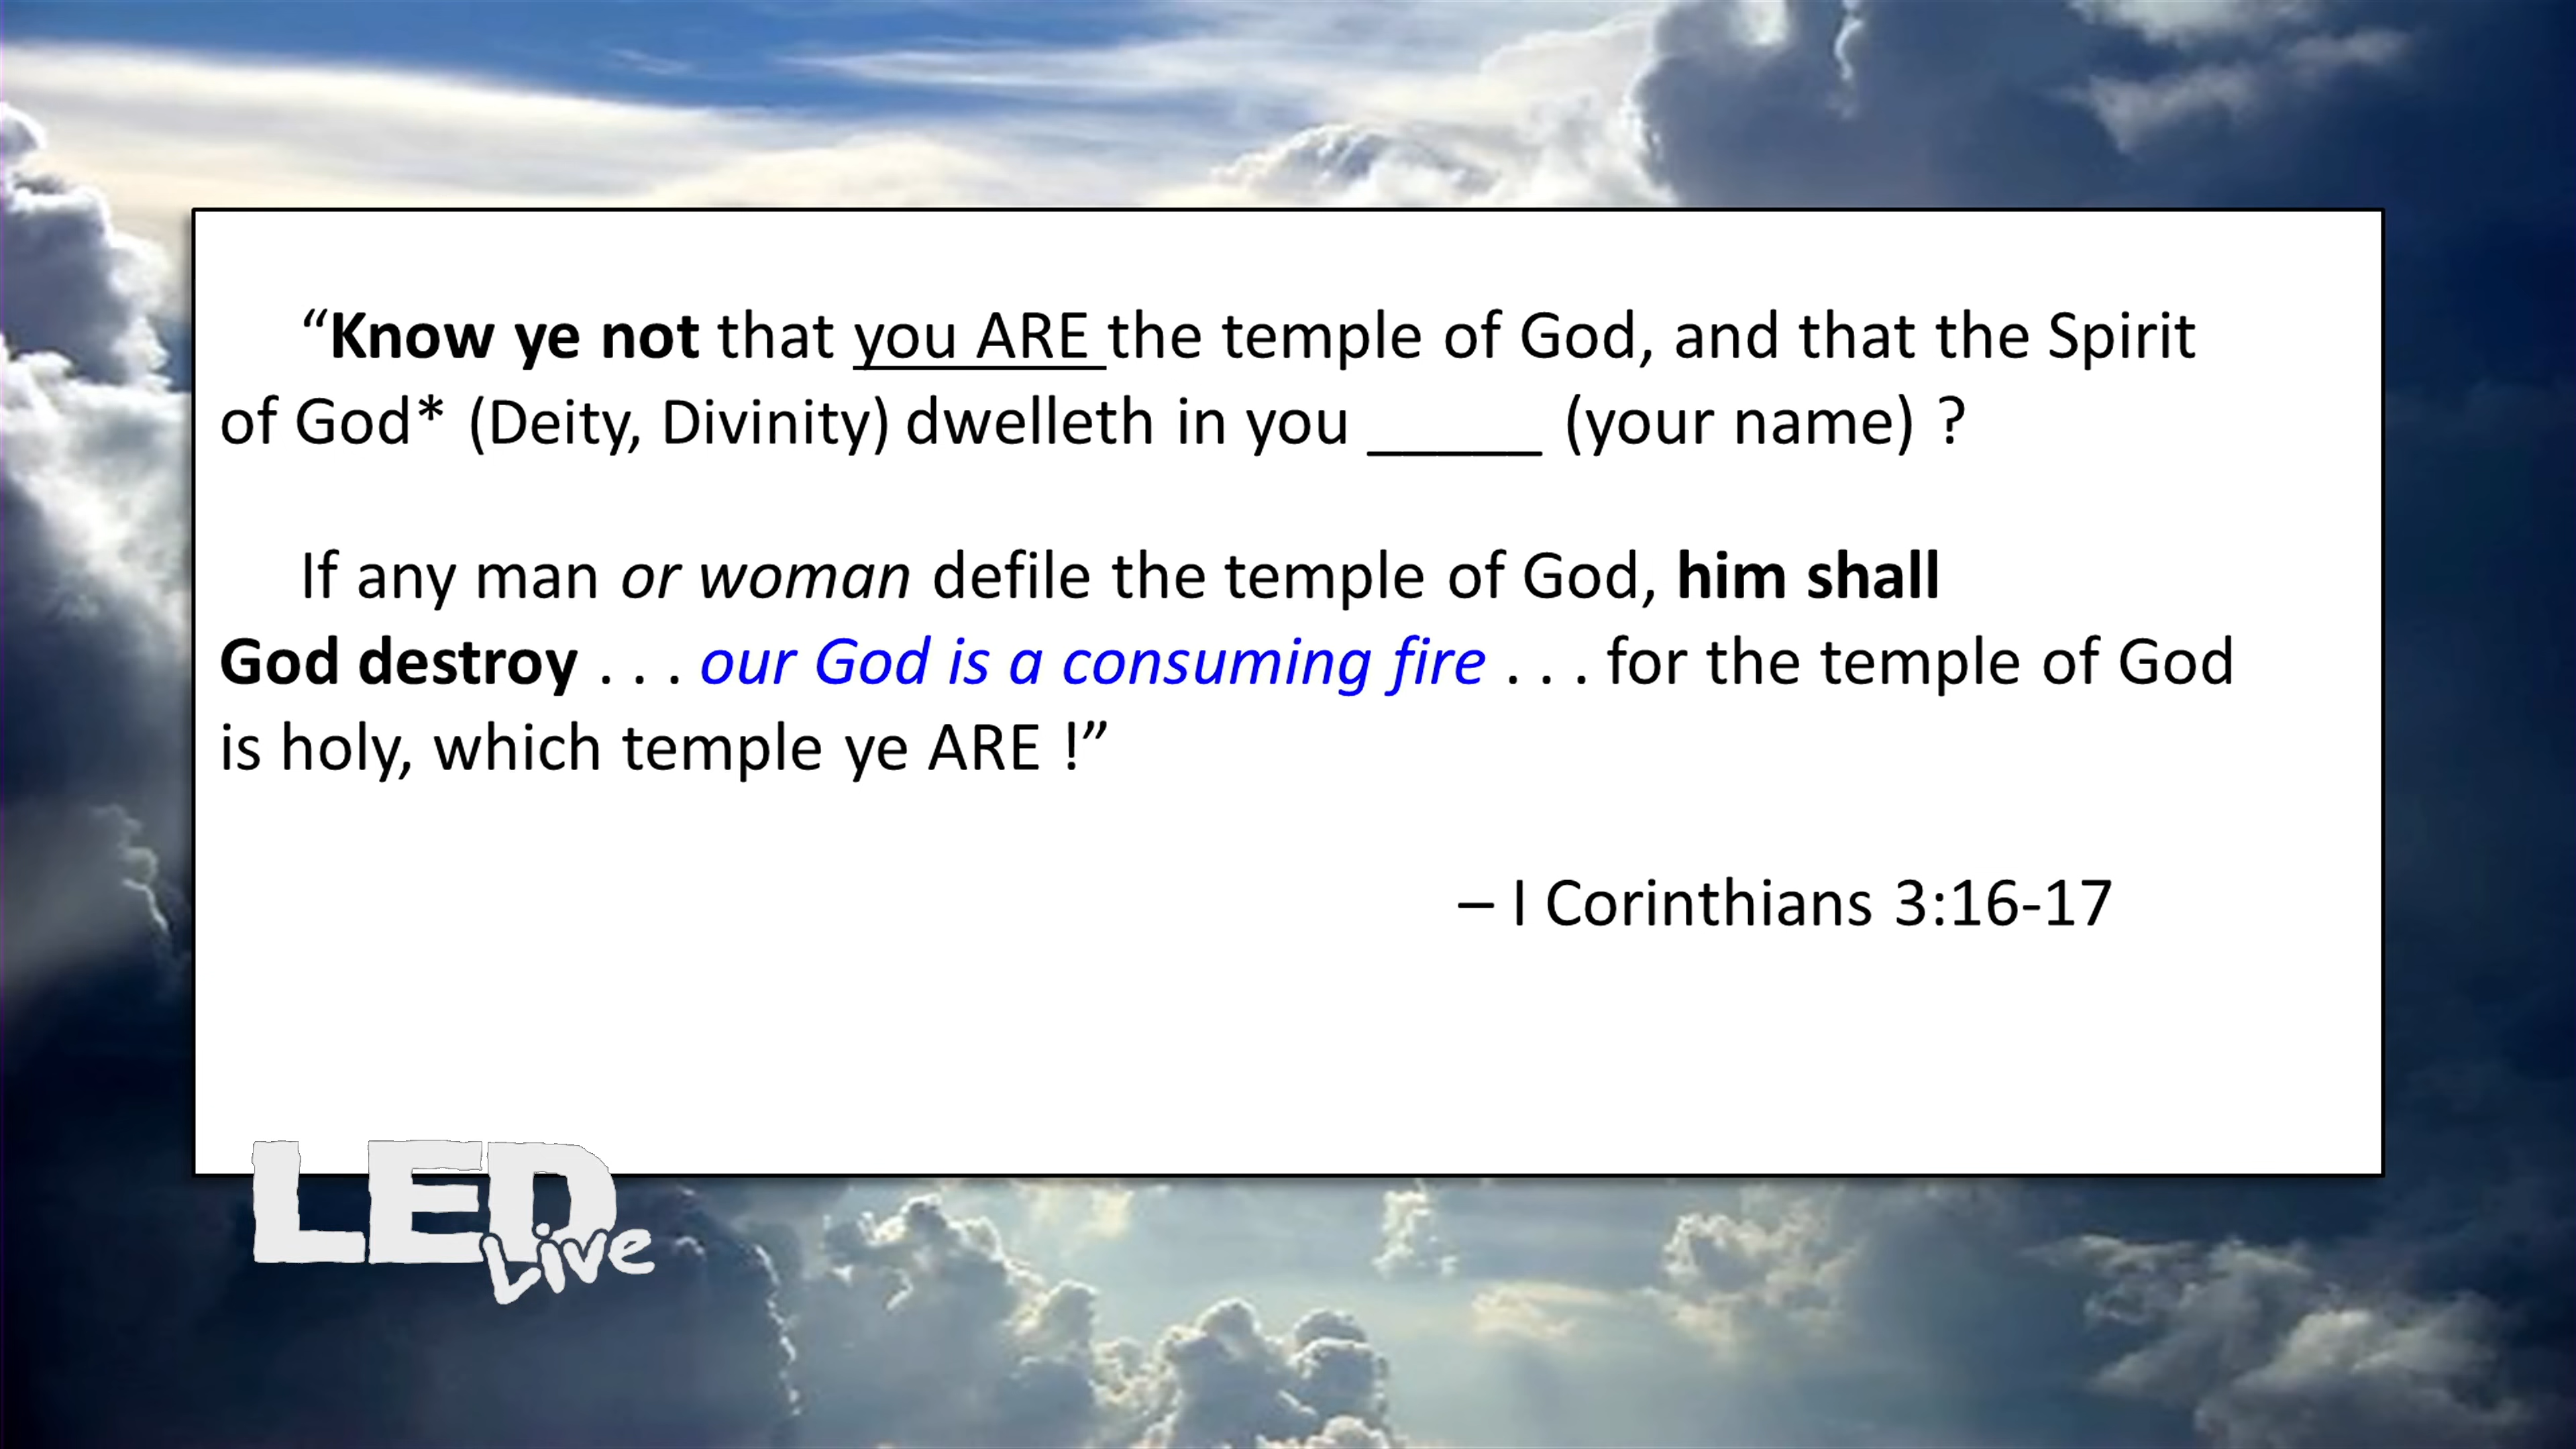 “Know ye not that you ARE the temple of God, and that the Spirit
of God* (Deity, Divinity) dwelleth in you _____ (your name) ?
If any man or woman defile the temple of God, him shall
God destroy . . . our God is a consuming fire . . . for the temple of God
is holy, which temple ye ARE !”
– I Corinthians 3:16-17
LED
Live